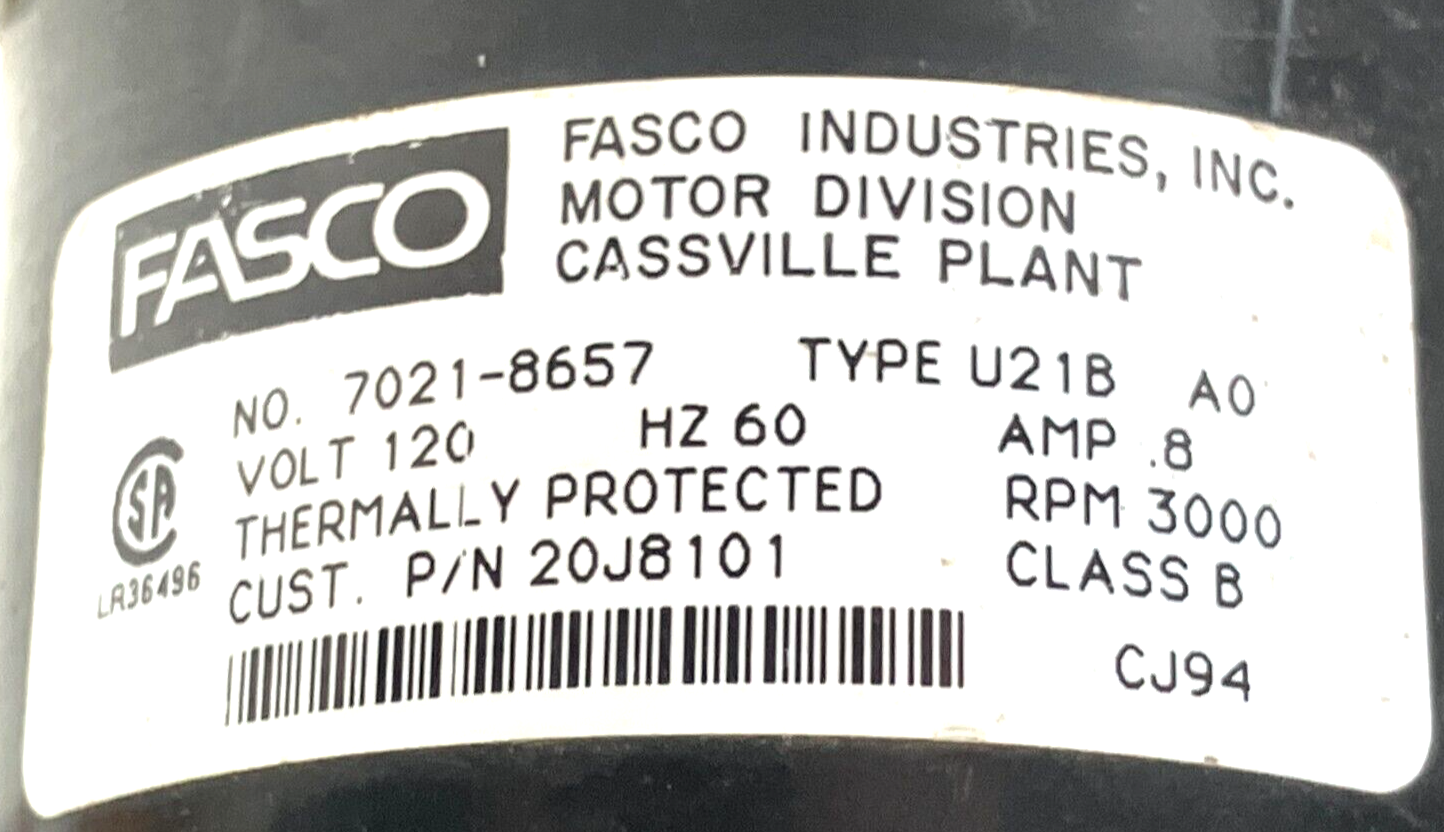 FASCO
FASCO INDUSTRIES, INC.
MOTOR DIVISION
CASSVILLE PLANT
NO. 7021-8657 TYPE U21B A0
VOLT 120 HZ 60 AMP .8
THERMALLY PROTECTED RPM 3000
CUST. P/N 20J8101 CLASS B
SA
LR36496
CJ94